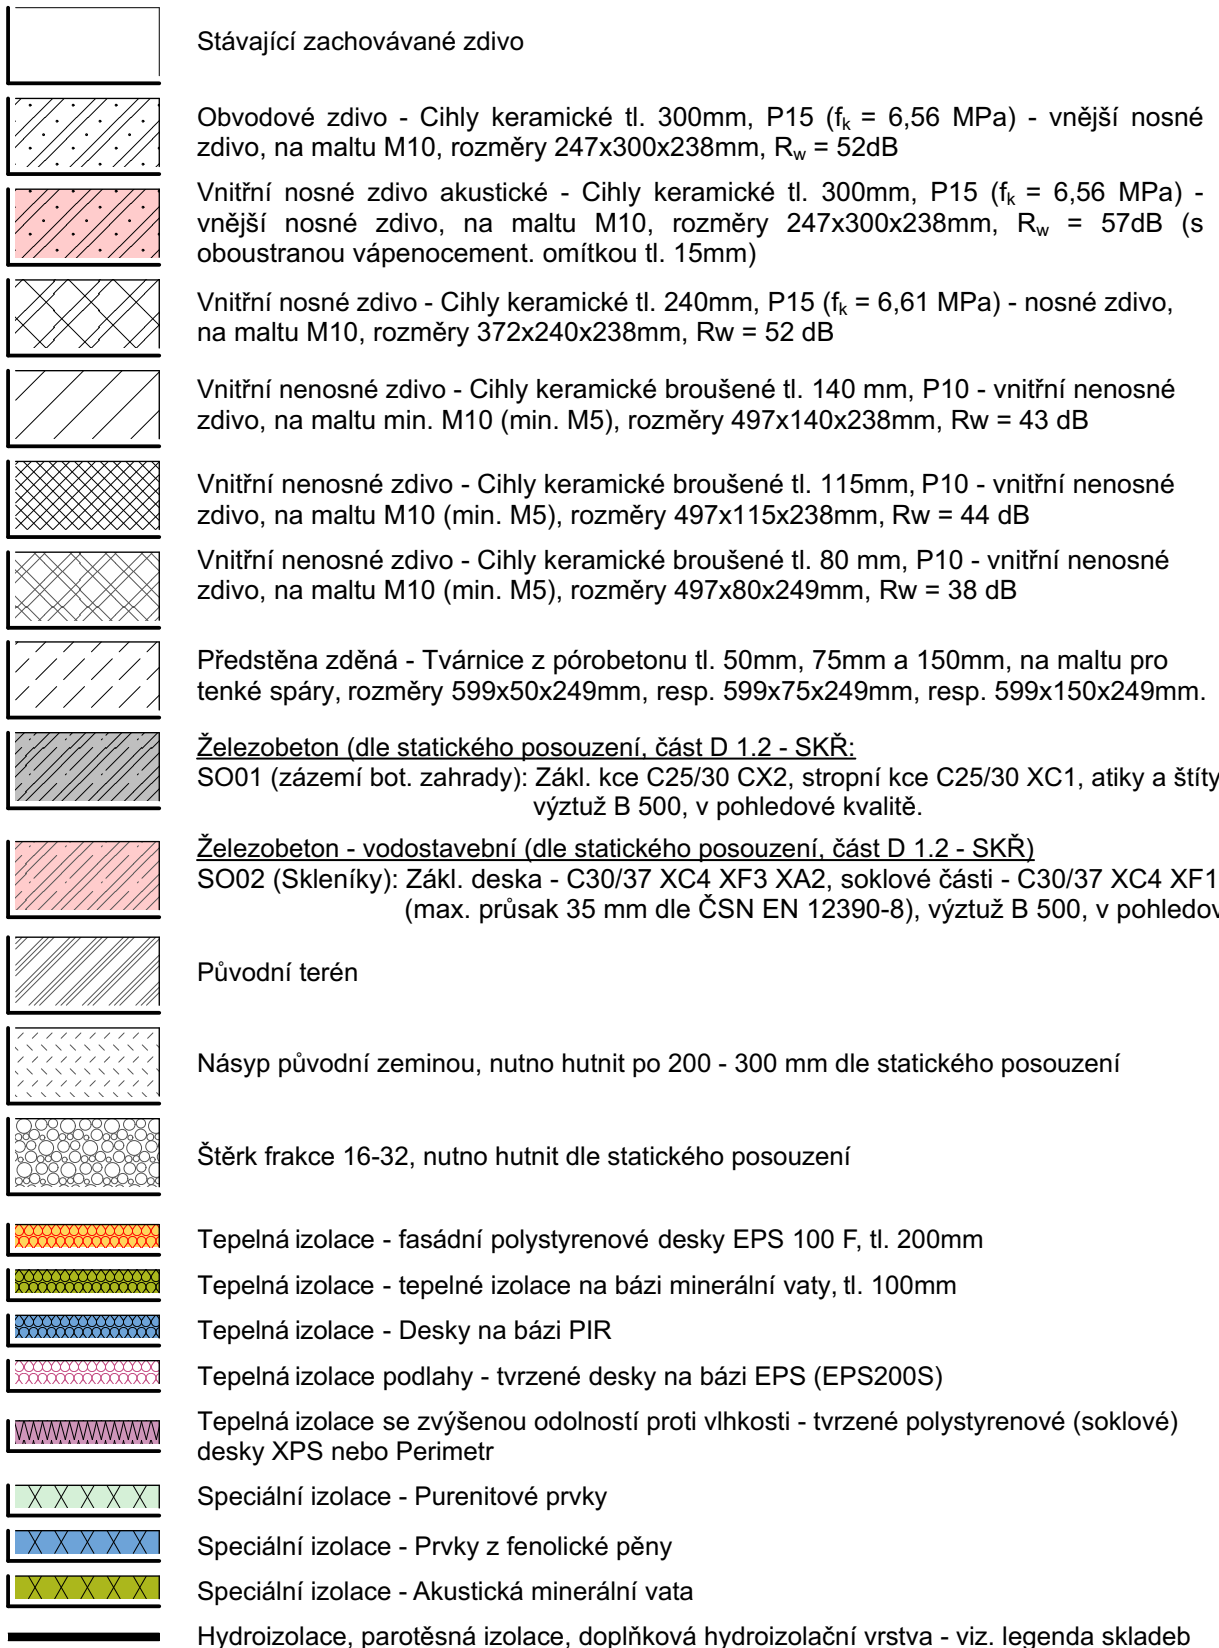 Stávající zachovávané zdivo
Obvodové zdivo - Cihly keramické tl. 300mm, P15 (fk = 6,56 MPa) - vnější nosné
zdivo, na maltu M10, rozměry 247x300x238mm, Rw = 52dB
Vnitřní nosné zdivo akustické - Cihly keramické tl. 300mm, P15 (fk = 6,56 MPa) -
vnější nosné zdivo, na maltu M10, rozměry 247x300x238mm, Rw = 57dB (s
oboustranou vápenocement. omítkou tl. 15mm)
Vnitřní nosné zdivo - Cihly keramické tl. 240mm, P15 (fk = 6,61 MPa) - nosné zdivo,
na maltu M10, rozměry 372x240x238mm, Rw = 52 dB
Vnitřní nenosné zdivo - Cihly keramické broušené tl. 140 mm, P10 - vnitřní nenosné
zdivo, na maltu min. M10 (min. M5), rozměry 497x140x238mm, Rw = 43 dB
Vnitřní nenosné zdivo - Cihly keramické broušené tl. 115mm, P10 - vnitřní nenosné
zdivo, na maltu M10 (min. M5), rozměry 497x115x238mm, Rw = 44 dB
Vnitřní nenosné zdivo - Cihly keramické broušené tl. 80 mm, P10 - vnitřní nenosné
zdivo, na maltu M10 (min. M5), rozměry 497x80x249mm, Rw = 38 dB
Předstěna zděná - Tvárnice z pórobetonu tl. 50mm, 75mm a 150mm, na maltu pro
tenké spáry, rozměry 599x50x249mm, resp. 599x75x249mm, resp. 599x150x249mm.
Železobeton (dle statického posouzení, část D 1.2 - SKŘ:
SO01 (zázemí bot. zahrady): Zákl. kce C25/30 CX2, stropní kce C25/30 XC1, atiky a štíty
výztuž B 500, v pohledové kvalitě.
Železobeton - vodostavební (dle statického posouzení, část D 1.2 - SKŘ)
SO02 (Skleníky): Zákl. deska - C30/37 XC4 XF3 XA2, soklové části - C30/37 XC4 XF1
(max. průsak 35 mm dle ČSN EN 12390-8), výztuž B 500, v
Původní terén
Násyp původní zeminou, nutno hutnit po 200 - 300 mm dle statického posouzení
Štěrk frakce 16-32, nutno hutnit dle statického posouzení
Tepelná izolace - fasádní polystyrenové desky EPS 100 F, tl. 200mm
Tepelná izolace - tepelné izolace na bázi minerální vaty, tl. 100mm
Tepelná izolace - Desky na bázi PIR
Tepelná izolace podlahy - tvrzené desky na bázi EPS (EPS200S)
Tepelná izolace se zvýšenou odolností proti vlhkosti - tvrzené polystyrenové (soklové)
desky XPS nebo Perimetr
Speciální izolace - Purenitové prvky
Speciální izolace - Prvky z fenolické pěny
Speciální izolace - Akustická minerální vata
Hydroizolace, parotěsná izolace, doplňková hydroizolační vrstva - viz. legenda skladeb